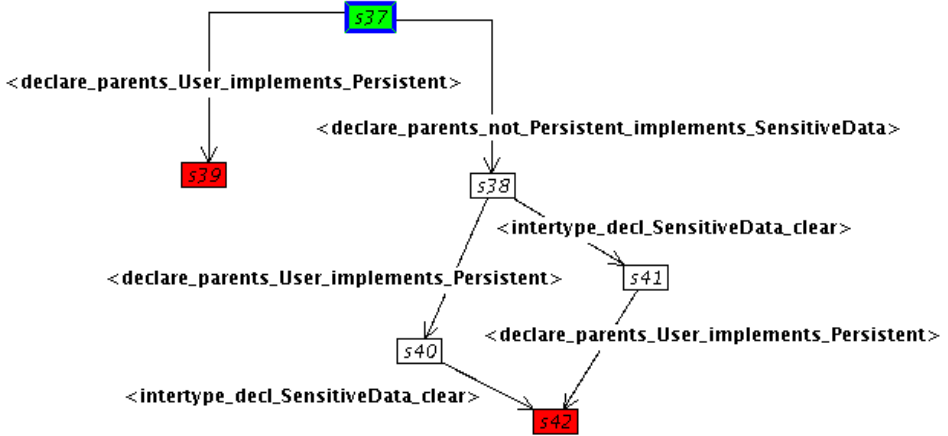 s37
<declare_parents_User_implements_Persistent>
<declare_parents_not_Persistent_implements_SensitiveData>
s39
s38
<intertype_decl_SensitiveData_clear>
<declare_parents_User_implements_Persistent>
s41
<declare_parents_User_implements_Persistent>
s40
<intertype_decl_SensitiveData_clear>
s42